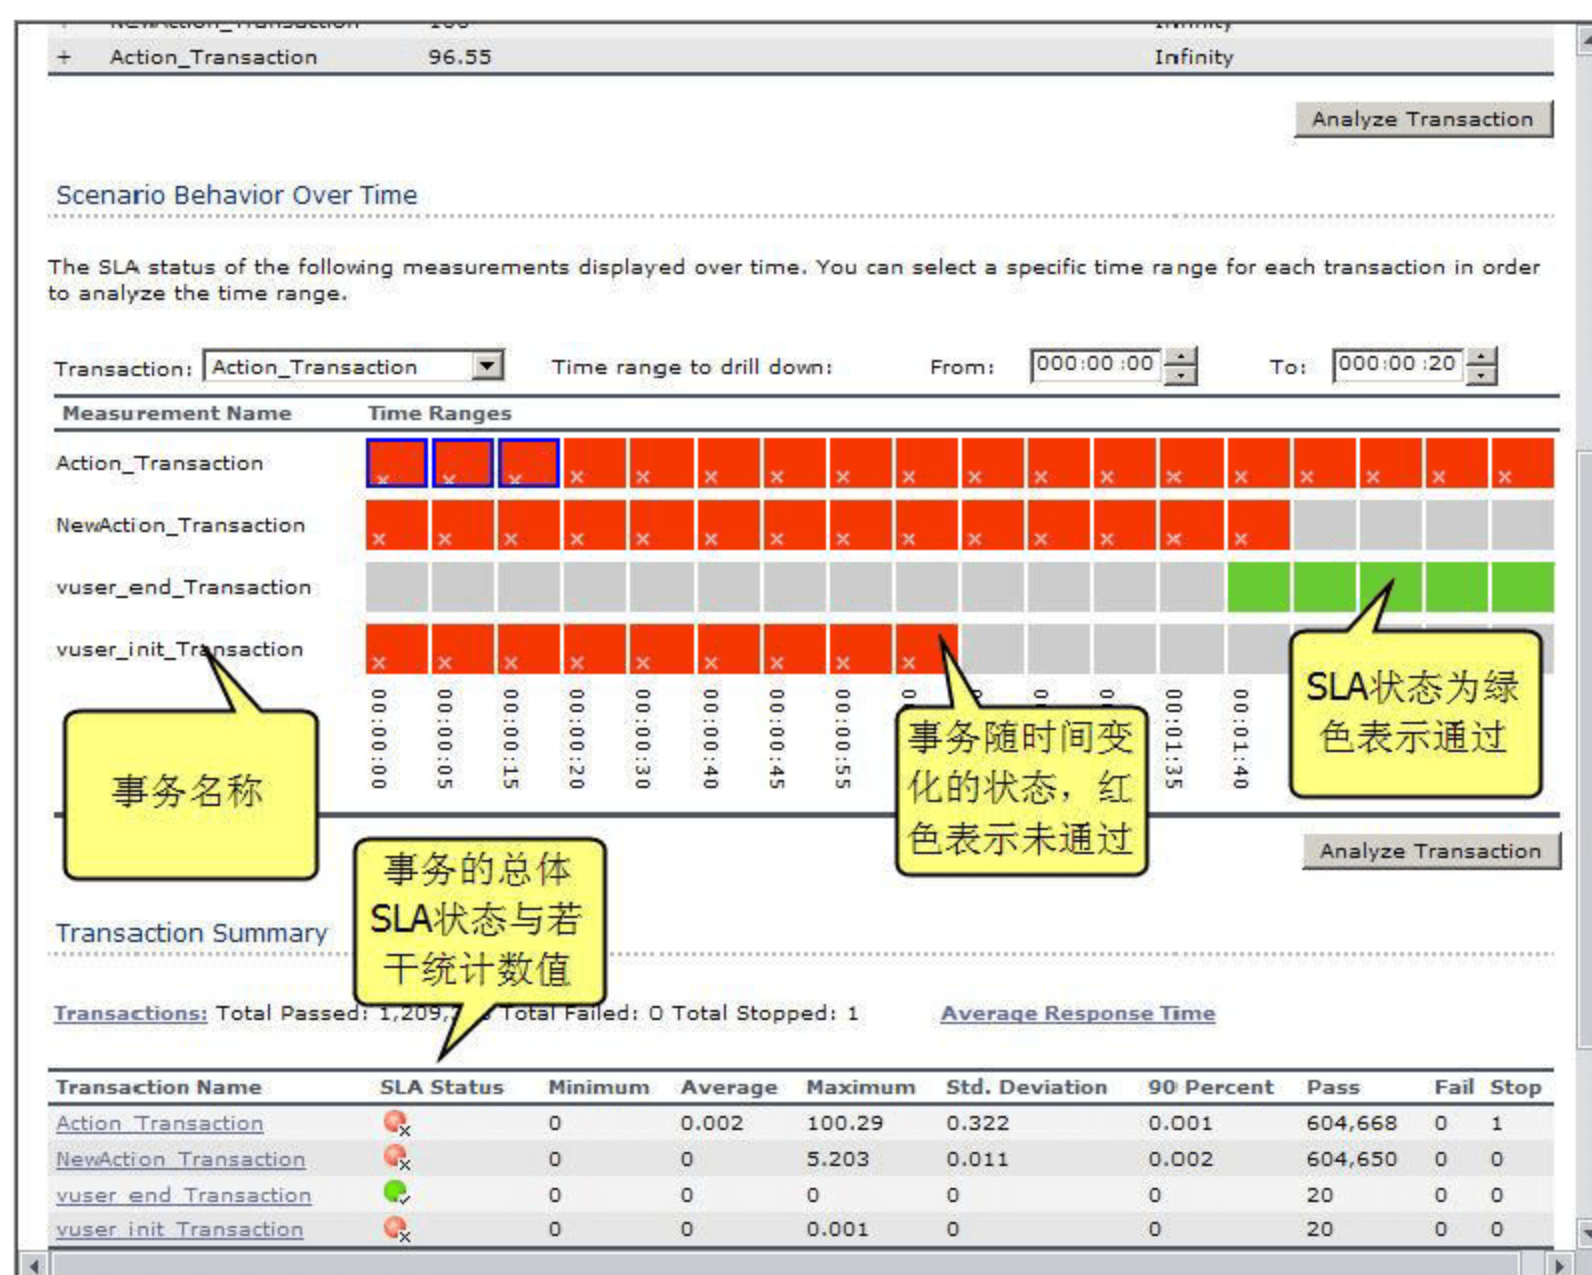 + Action_Transaction 96.55 Infinity
Analyze Transaction
Scenario Behavior Over Time
The SLA status of the following measurements displayed over time. You can select a specific time range for each transaction in order
to analyze the time range.
Transaction: Action_Transaction Time range to drill down: From: 000:00:00 To: 000:00:20
Measurement Name Time Ranges
Action_Transaction
NewAction_Transaction
vuser_end_Transaction
vuser_init_Transaction
00:00:00
00:00:05
00:00:15
00:00:20
00:00:30
00:00:40
00:00:45
00:00:55
00:01:35
00:01:40
事务名称
事务随时间变
化的状态，红
色表示未通过
SLA状态为绿
色表示通过
Analyze Transaction
事务的总体
SLA状态与若
干统计数值
Transaction Summary
Transactions: Total Passed: Total Failed: 0 Total Stopped: 1 Average Response Time
Transaction Name SLA Status Minimum Average Maximum Std. Deviation 90 Percent Pass Fail Stop
Action_Transaction 0 0.002 100.29 0.322 0.001 604,668 0 1
NewAction_Transaction 0 0 5.203 0.011 0.002 604,650 0 0
vuser_end_Transaction 0 0 0 0 0 20 0 0
vuser_init_Transaction 0 0 0.001 0 0 20 0 0